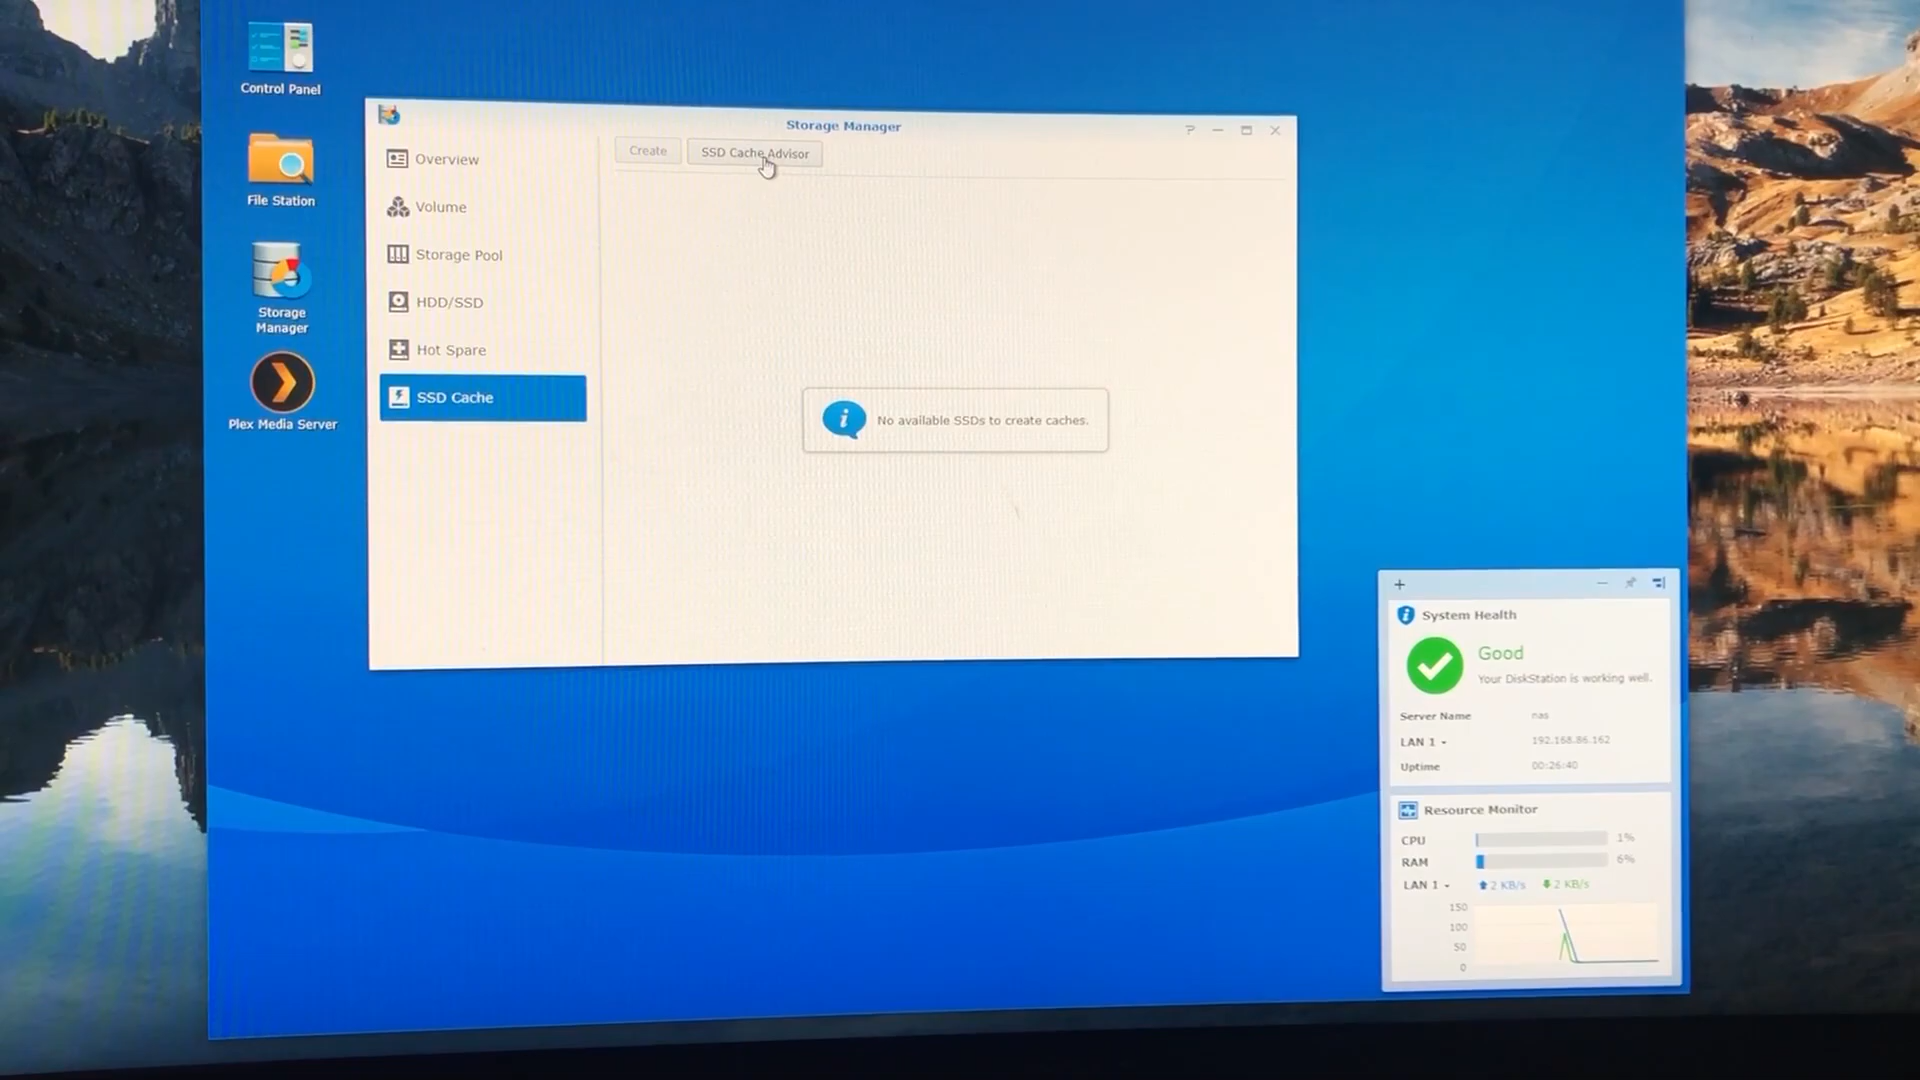 Control Panel
File Station
Storage
Manager
Plex Media Server
Storage Manager
Overview
Volume
Storage Pool
HDD/SSD
Hot Spare
SSD Cache
Create
SSD Cache Advisor
No available SSDs to create caches.
System Health
Good
Your DiskStation is working well.
Server Name nas
LAN 1 192.168.86.162
Uptime 00:26:40
Resource Monitor
CPU 1%
RAM 6%
LAN 1 2 KB/s 2 KB/s
150
100
50
0